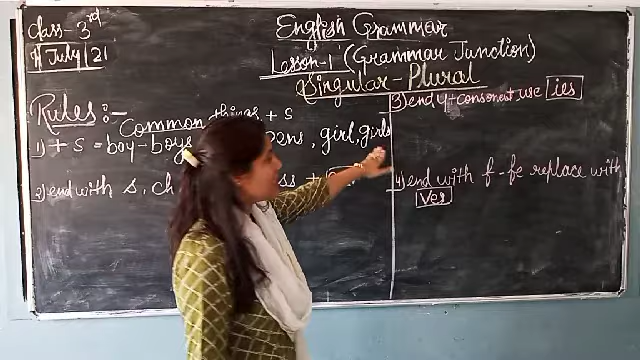 Class-3rd
1 July 21
English Grammar
Lesson-1 (Grammar Junction)
Singular - Plural
Rules:-
Common things + s
1) + s = boy-boys pens, girl, girls
2) end with s, ch ss +
3) end y + consonent use ies
4) end with f - fe replace with
Ves